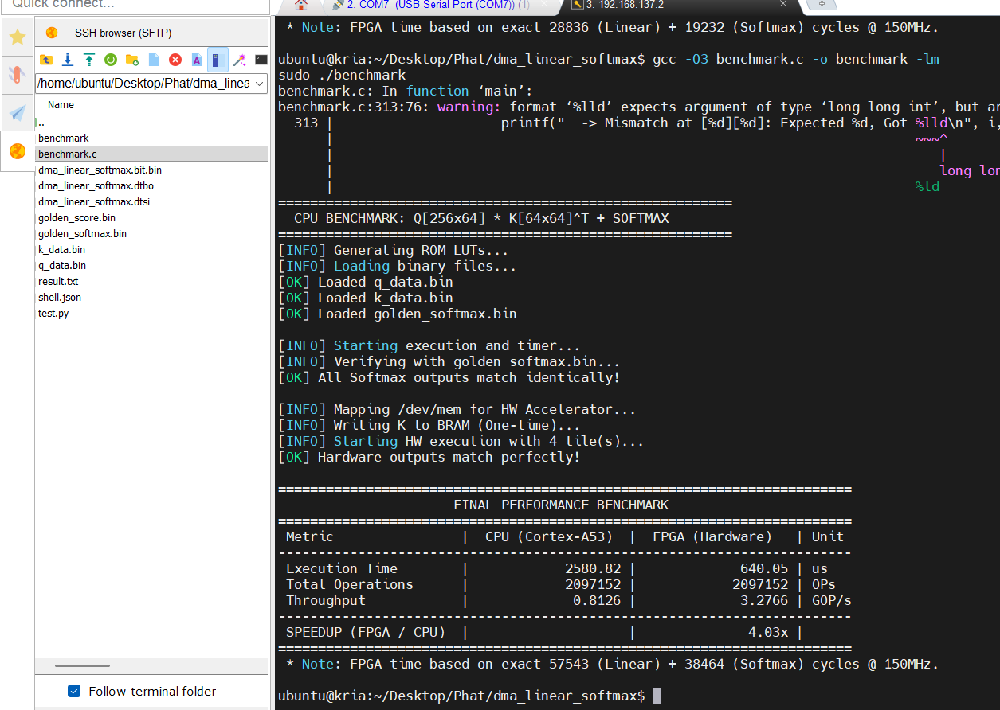 Quick connect...
2. COM7 (USB Serial Port (COM7)) (1)
3. 192.168.137.2
SSH browser (SFTP)
/home/ubuntu/Desktop/Phat/dma_linea
Name
..
benchmark
benchmark.c
dma_linear_softmax.bit.bin
dma_linear_softmax.dtbo
dma_linear_softmax.dtsi
golden_score.bin
golden_softmax.bin
k_data.bin
q_data.bin
result.txt
shell.json
test.py
Follow terminal folder
* Note: FPGA time based on exact 28836 (Linear) + 19232 (Softmax) cycles @ 150MHz.
ubuntu@kria:~/Desktop/Phat/dma_linear_softmax$ gcc -O3 benchmark.c -o benchmark -lm
sudo ./benchmark
benchmark.c: In function ‘main’:
benchmark.c:313:76: warning: format ‘%lld’ expects argument of type ‘long long int’, but ar
313 | printf("  -> Mismatch at [%d][%d]: Expected %d, Got %lld\n", i,
| ~~~^
| |
| long lon
| %ld
=========================================================
CPU BENCHMARK: Q[256x64] * K[64x64]^T + SOFTMAX
=========================================================
[INFO] Generating ROM LUTs...
[INFO] Loading binary files...
[OK] Loaded q_data.bin
[OK] Loaded k_data.bin
[OK] Loaded golden_softmax.bin
[INFO] Starting execution and timer...
[INFO] Verifying with golden_softmax.bin...
[OK] All Softmax outputs match identically!
[INFO] Mapping /dev/mem for HW Accelerator...
[INFO] Writing K to BRAM (One-time)...
[INFO] Starting HW execution with 4 tile(s)...
[OK] Hardware outputs match perfectly!
========================================================================
FINAL PERFORMANCE BENCHMARK
========================================================================
Metric | CPU (Cortex-A53) | FPGA (Hardware) | Unit
------------------------------------------------------------------------
Execution Time | 2580.82 | 640.05 | us
Total Operations | 2097152 | 2097152 | OPs
Throughput | 0.8126 | 3.2766 | GOP/s
------------------------------------------------------------------------
SPEEDUP (FPGA / CPU) | | 4.03x |
========================================================================
* Note: FPGA time based on exact 57543 (Linear) + 38464 (Softmax) cycles @ 150MHz.
ubuntu@kria:~/Desktop/Phat/dma_linear_softmax$